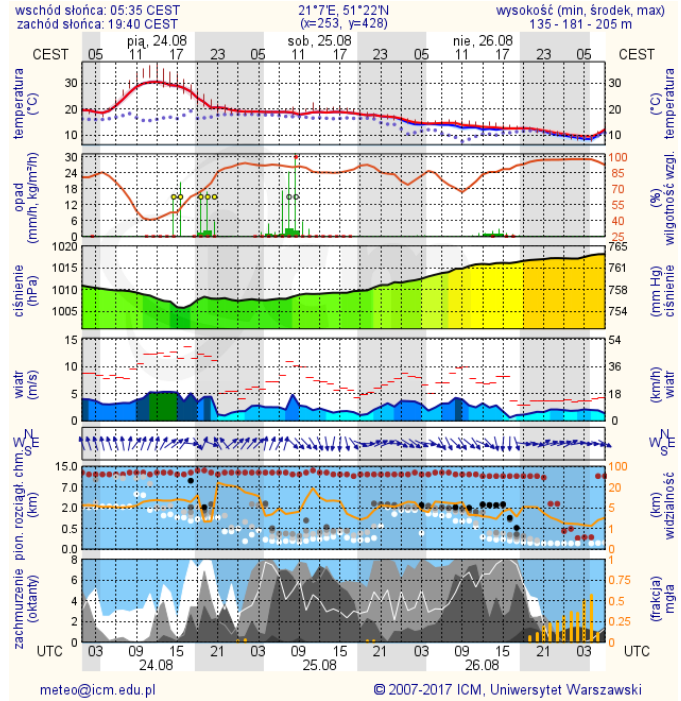 wschód słońca: 05:35 CEST 21°7'E, 51°22'N wysokość (min, środek, max)
zachód słońca: 19:40 CEST (x=253, y=428) 135 - 181 - 205 m
pią, 24.08 sob, 25.08 nie, 26.08
CEST 05 11 17 23 05 11 17 23 05 11 17 23 05 CEST
temperatura (°C) 30 20 10 30 20 10 temperatura (°C)
opad (mm/h, kg/m²/h) 30 24 18 12 6 0 100 85 70 55 40 25 (%) wilgotność wzgl.
ciśnienie (hPa) 1020 1015 1010 1005 765 761 758 754 (mm Hg) ciśnienie
wiatr (m/s) 15 10 5 0 54 36 18 0 (km/h) wiatr
N W E S N W E S
pion. rozciągł. chm. (km) 15.0 7.0 2.0 0.5 0.0 100 20 5 1 0 (km) widzialność
zachmurzenie (oktanty) 8 6 4 2 0 1 0.75 0.5 0.25 0 (frakcja) mgła
UTC 03 09 15 21 03 09 15 21 03 09 15 21 03 UTC
24.08 25.08 26.08
meteo@icm.edu.pl © 2007-2017 ICM, Uniwersytet Warszawski